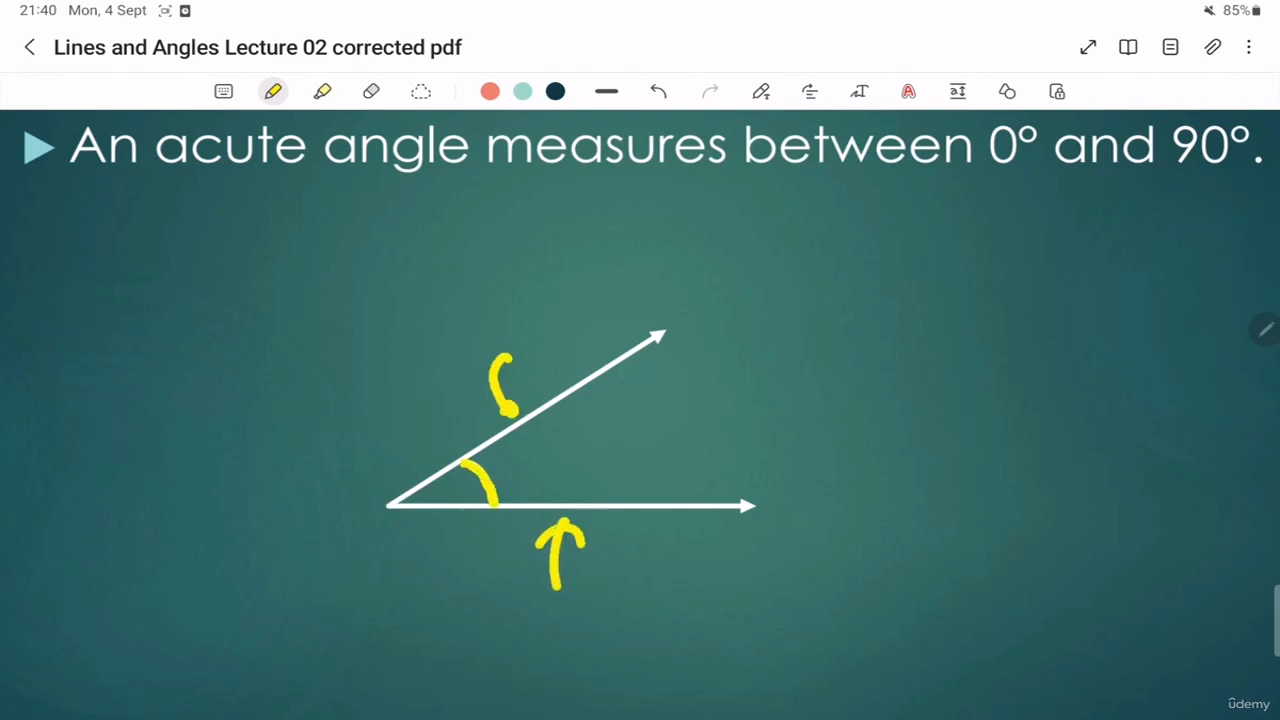 21:40 Mon, 4 Sept 85%
Lines and Angles Lecture 02 corrected pdf
An acute angle measures between 0° and 90°.
ûdemy